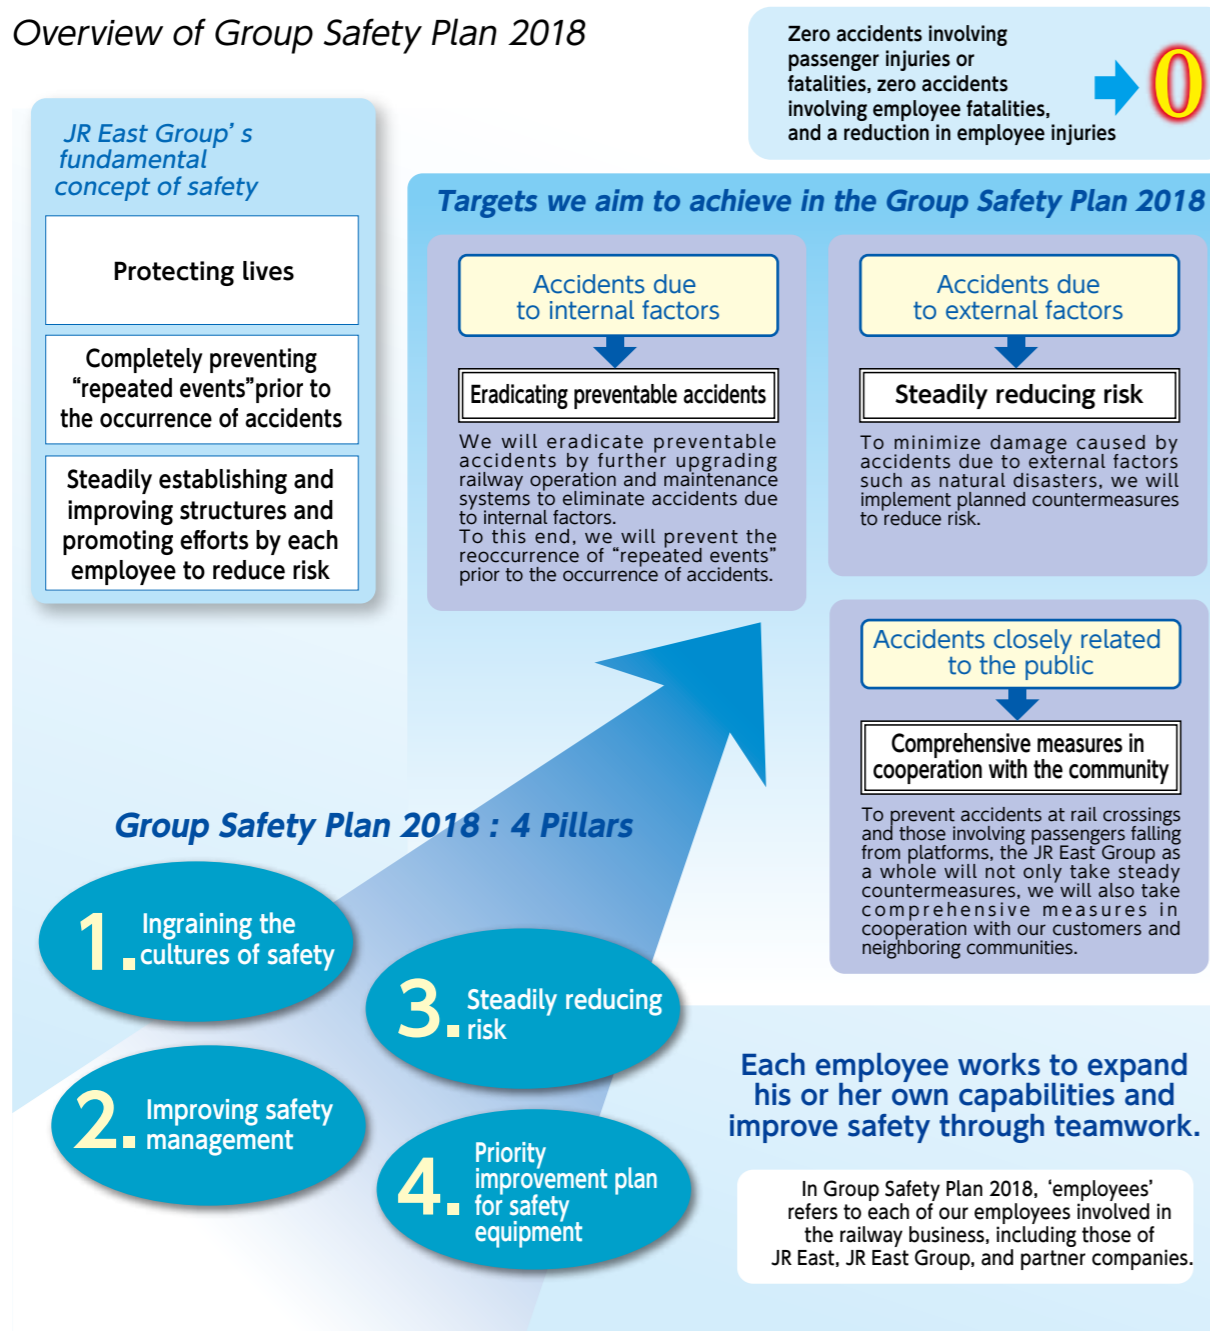 Overview of Group Safety Plan 2018
Zero accidents involving
passenger injuries or
fatalities, zero accidents
involving employee fatalities,
and a reduction in employee injuries
0
JR East Group’ s
fundamental
concept of safety
Protecting lives
Completely preventing
“repeated events”prior to
the occurrence of accidents
Steadily establishing and
improving structures and
promoting efforts by each
employee to reduce risk
Targets we aim to achieve in the Group Safety Plan 2018
Accidents due
to internal factors
Eradicating preventable accidents
We will eradicate preventable
accidents by further upgrading
railway operation and maintenance
systems to eliminate accidents due
to internal factors.
To this end, we will prevent the
reoccurrence of “repeated events”
prior to the occurrence of accidents.
Accidents due
to external factors
Steadily reducing risk
To minimize damage caused by
accidents due to external factors
such as natural disasters, we will
implement planned countermeasures
to reduce risk.
Accidents closely related
to the public
Comprehensive measures in
cooperation with the community
To prevent accidents at rail crossings
and those involving passengers falling
from platforms, the JR East Group as
a whole will not only take steady
countermeasures, we will also take
comprehensive measures in
cooperation with our customers and
neighboring communities.
Group Safety Plan 2018 : 4 Pillars
1. Ingraining the
cultures of safety
2. Improving safety
management
3. Steadily reducing
risk
4. Priority
improvement plan
for safety
equipment
Each employee works to expand
his or her own capabilities and
improve safety through teamwork.
In Group Safety Plan 2018, ‘employees’
refers to each of our employees involved in
the railway business, including those of
JR East, JR East Group, and partner companies.